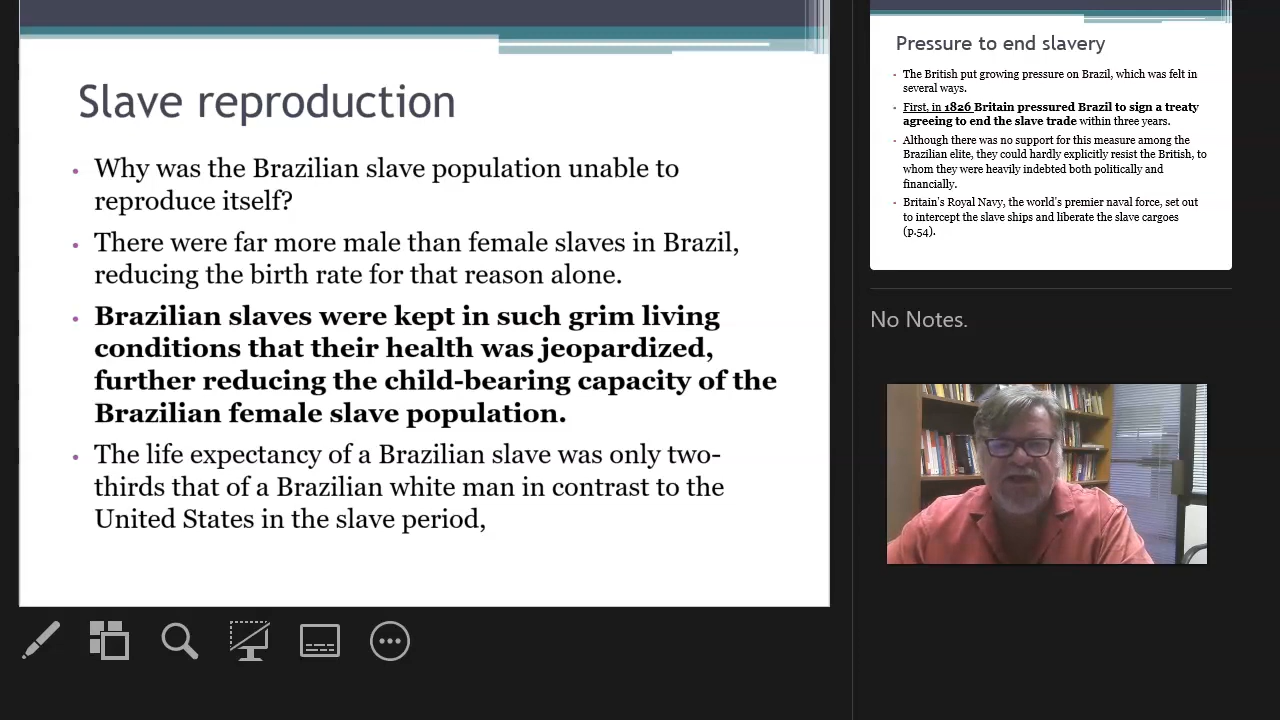 Slave reproduction
• Why was the Brazilian slave population unable to
reproduce itself?
• There were far more male than female slaves in Brazil,
reducing the birth rate for that reason alone.
• Brazilian slaves were kept in such grim living
conditions that their health was jeopardized,
further reducing the child-bearing capacity of the
Brazilian female slave population.
• The life expectancy of a Brazilian slave was only two-
thirds that of a Brazilian white man in contrast to the
United States in the slave period,
Pressure to end slavery
• The British put growing pressure on Brazil, which was felt in
several ways.
• First, in 1826 Britain pressured Brazil to sign a treaty
agreeing to end the slave trade within three years.
• Although there was no support for this measure among the
Brazilian elite, they could hardly explicitly resist the British, to
whom they were heavily indebted both politically and
financially.
• Britain's Royal Navy, the world's premier naval force, set out
to intercept the slave ships and liberate the slave cargoes
(p.54).
No Notes.